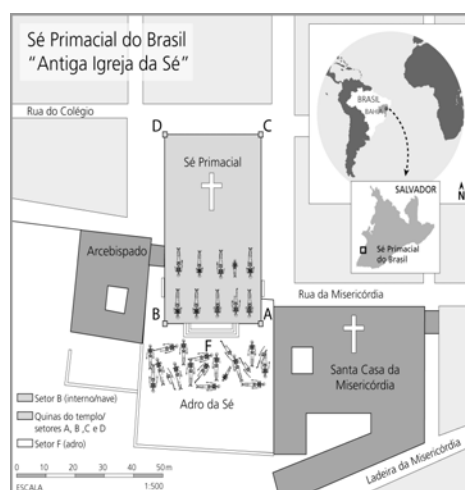 Sé Primacial do Brasil
“Antiga Igreja da Sé”
Rua do Colégio
D
C
Sé Primacial
BRASIL
BAHIA
N
SALVADOR
Sé Primacial
do Brasil
Arcebispado
Rua da Misericórdia
B
A
F
Santa Casa da
Misericórdia
Adro da Sé
Setor B (interno/nave)
Quinas do templo/
setores A, B ,C e D
Setor F (adro)
0 10 20 30 40 50m
ESCALA 1:500
Ladeira da Misericórdia